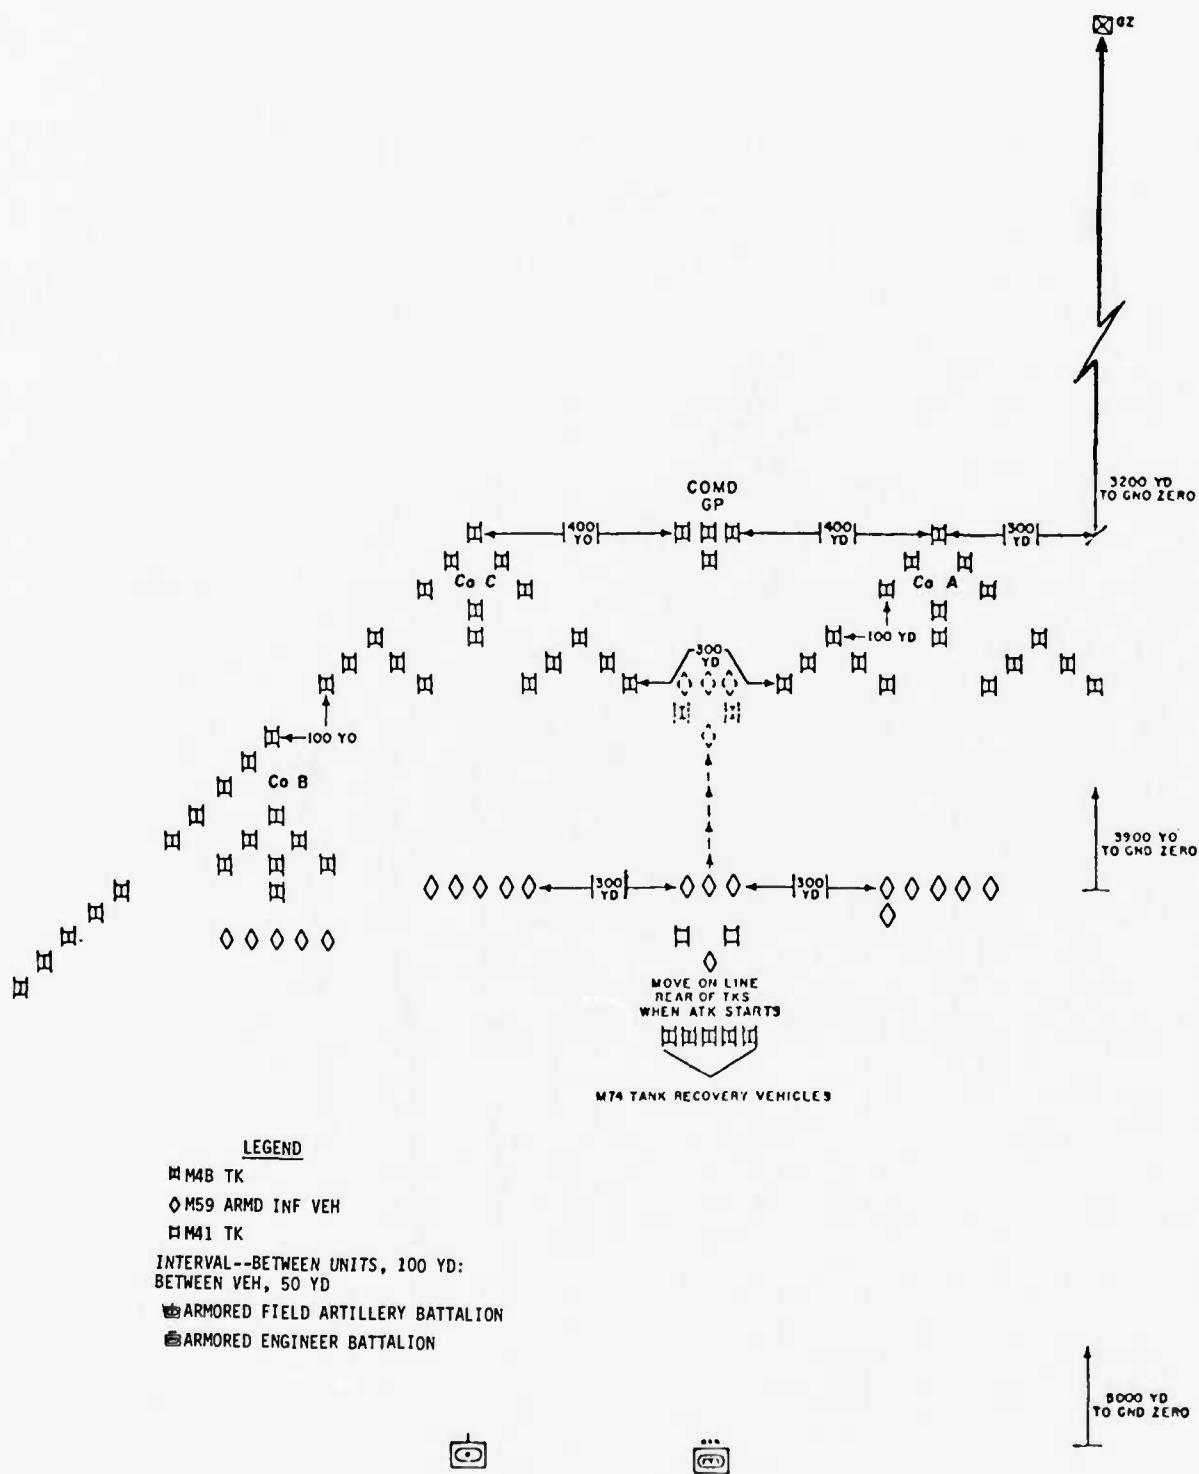 GZ
3200 YD
TO GND ZERO
COMD
GP
400
YD
400
YD
300
YD
Co C
Co A
100 YD
300
YD
100 YD
Co B
3900 YD
TO GND ZERO
300
YD
300
YD
MOVE ON LINE
REAR OF TKS
WHEN ATK STARTS
M74 TANK RECOVERY VEHICLES
LEGEND
M48 TK
M59 ARMD INF VEH
M41 TK
INTERVAL--BETWEEN UNITS, 100 YD:
BETWEEN VEH, 50 YD
ARMORED FIELD ARTILLERY BATTALION
ARMORED ENGINEER BATTALION
5000 YD
TO GND ZERO